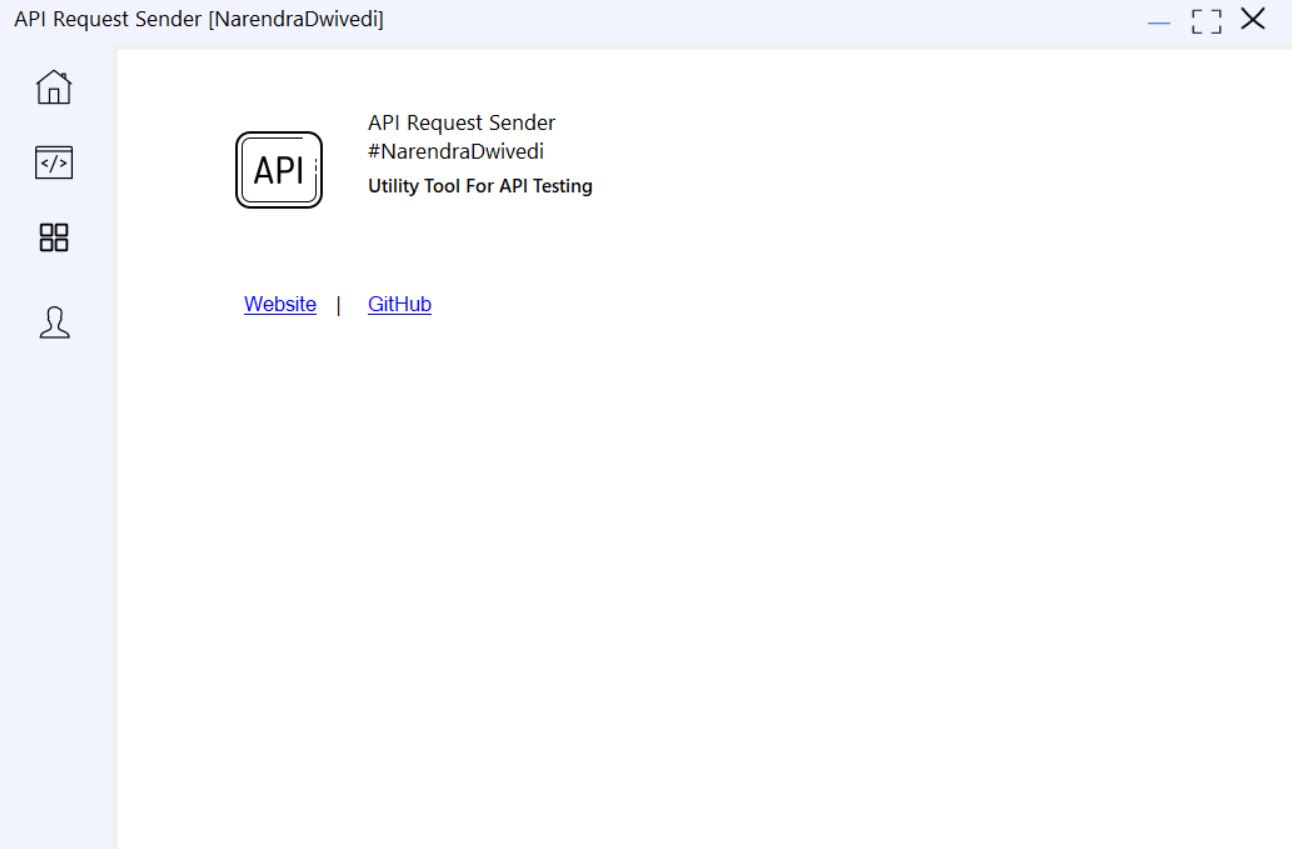 API Request Sender [NarendraDwivedi]
</>
API
API Request Sender
#NarendraDwivedi
Utility Tool For API Testing
Website | GitHub